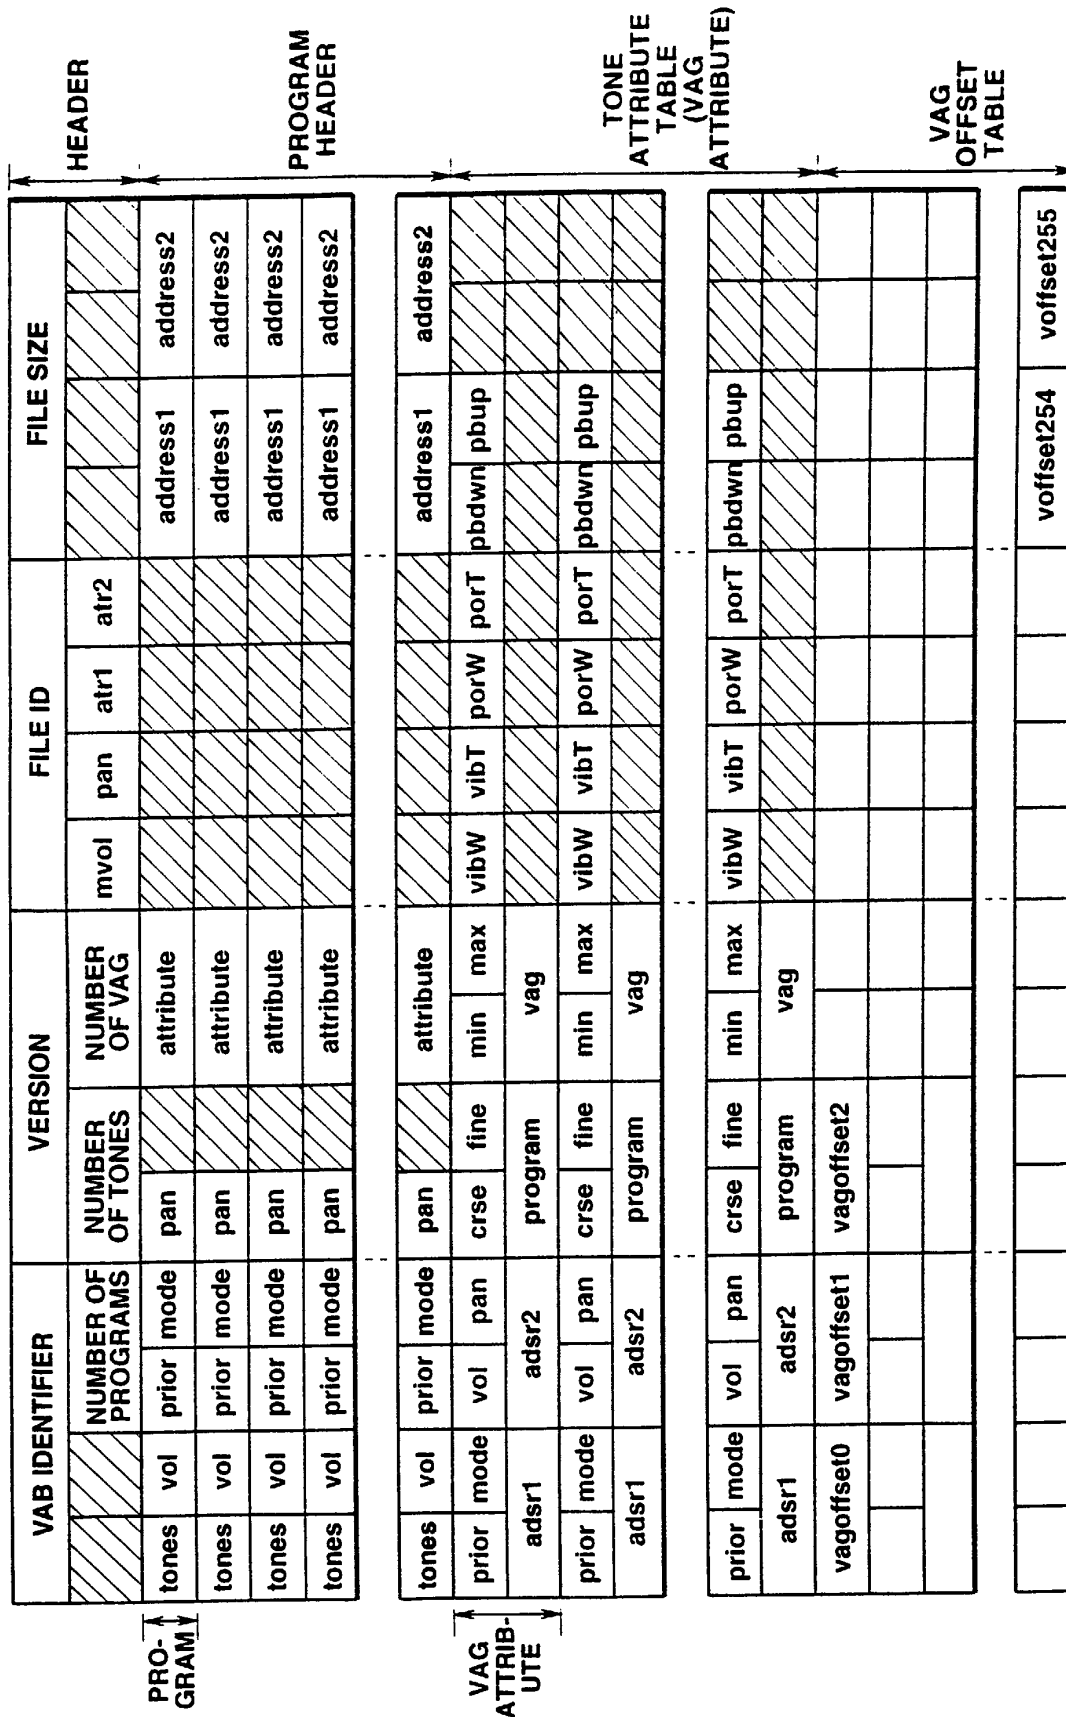 VAB IDENTIFIER VERSION FILE ID FILE SIZE
HEADER
NUMBER OF
PROGRAMS
NUMBER
OF TONES
NUMBER
OF VAG
mvol pan atr1 atr2
PRO-
GRAM
tones vol prior mode pan attribute address1 address2
tones vol prior mode pan attribute address1 address2
tones vol prior mode pan attribute address1 address2
tones vol prior mode pan attribute address1 address2
PROGRAM
HEADER
tones vol prior mode pan attribute address1 address2
VAG
ATTRIB-
UTE
prior mode vol pan crse fine min max vibW vibT porW porT pbdwn pbup
adsr1 adsr2 program vag
prior mode vol pan crse fine min max vibW vibT porW porT pbdwn pbup
adsr1 adsr2 program vag
TONE
ATTRIBUTE
TABLE
(VAG
ATTRIBUTE)
prior mode vol pan crse fine min max vibW vibT porW porT pbdwn pbup
adsr1 adsr2 program vag
vagoffset0 vagoffset1 vagoffset2
VAG
OFFSET
TABLE
voffset254 voffset255